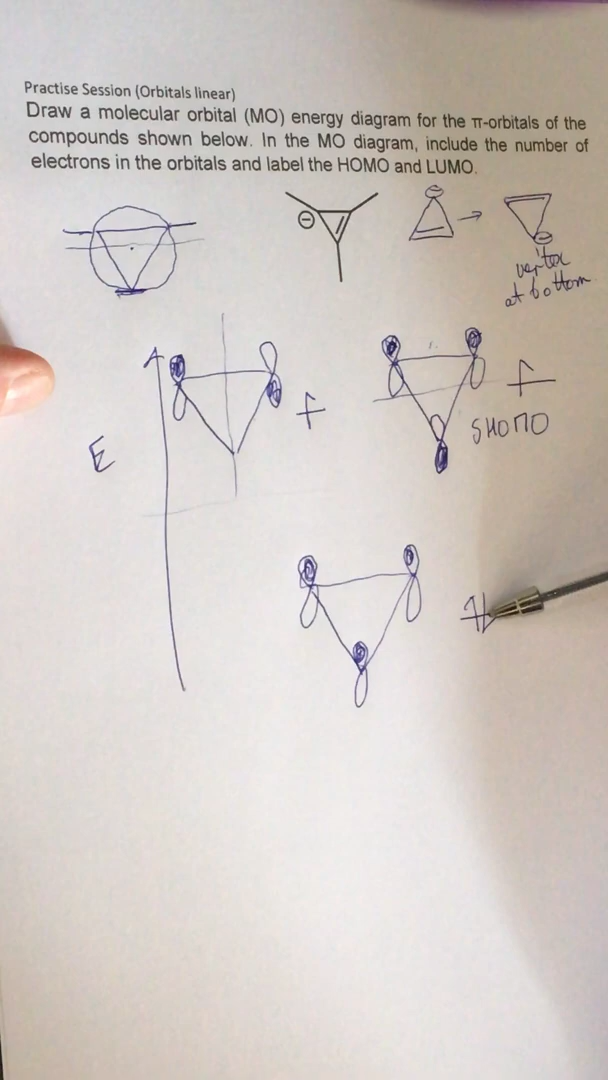 Practise Session (Orbitals linear)
Draw a molecular orbital (MO) energy diagram for the π-orbitals of the
compounds shown below. In the MO diagram, include the number of
electrons in the orbitals and label the HOMO and LUMO.
vertex
at bottom
E
SHOMO